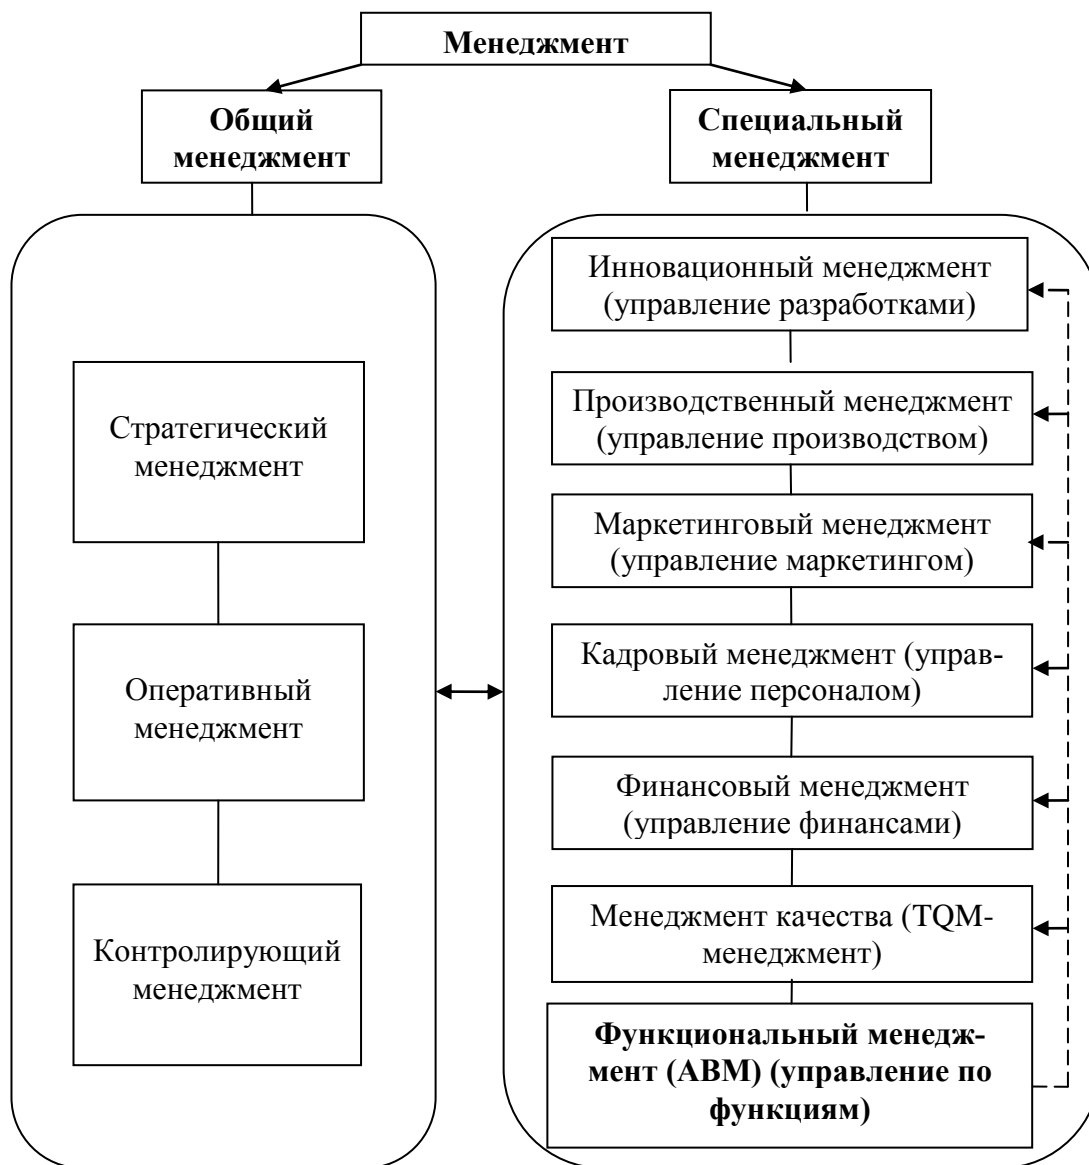 Менеджмент
Общий
менеджмент
Специальный
менеджмент
Стратегический
менеджмент
Оперативный
менеджмент
Контролирующий
менеджмент
Инновационный менеджмент
(управление разработками)
Производственный менеджмент
(управление производством)
Маркетинговый менеджмент
(управление маркетингом)
Кадровый менеджмент (управ-
ление персоналом)
Финансовый менеджмент
(управление финансами)
Менеджмент качества (TQM-
менеджмент)
Функциональный менедж-
мент (АВМ) (управление по
функциям)